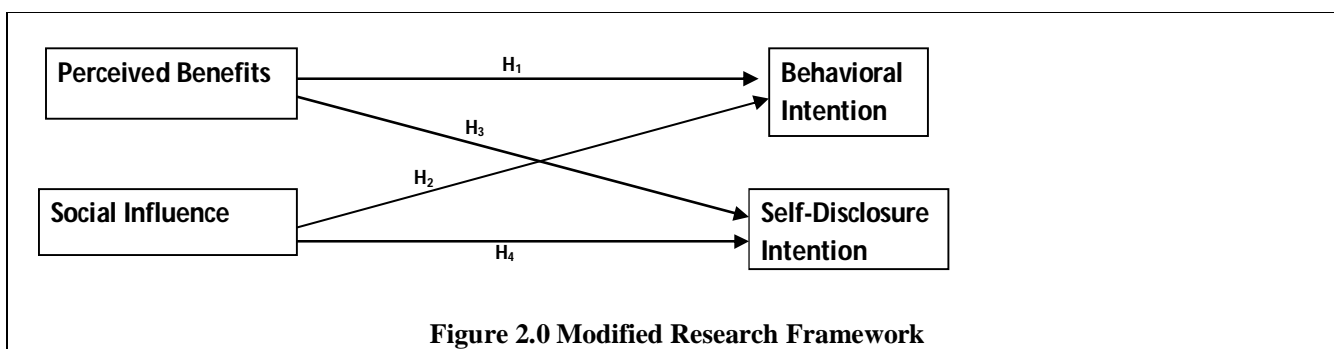 Perceived Benefits
H₁
Behavioral
Intention
H₃
H₂
Social Influence
Self-Disclosure
Intention
H₄
Figure 2.0 Modified Research Framework